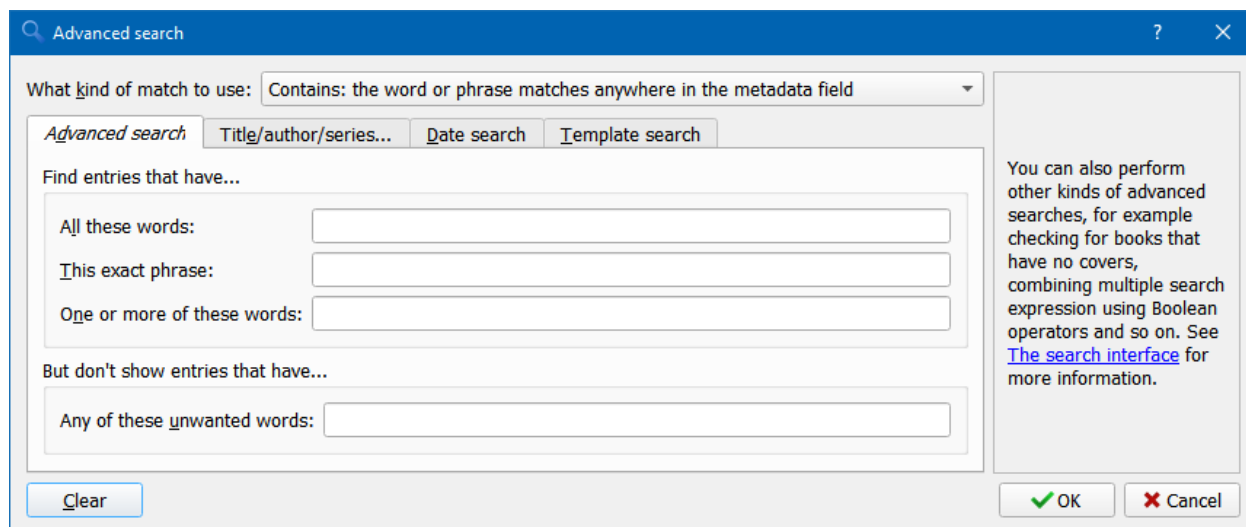 Advanced search
?
What kind of match to use: Contains: the word or phrase matches anywhere in the metadata field
Advanced search Title/author/series... Date search Template search
Find entries that have...
All these words:
This exact phrase:
One or more of these words:
But don't show entries that have...
Any of these unwanted words:
You can also perform
other kinds of advanced
searches, for example
checking for books that
have no covers,
combining multiple search
expression using Boolean
operators and so on. See
The search interface for
more information.
Clear
OK Cancel